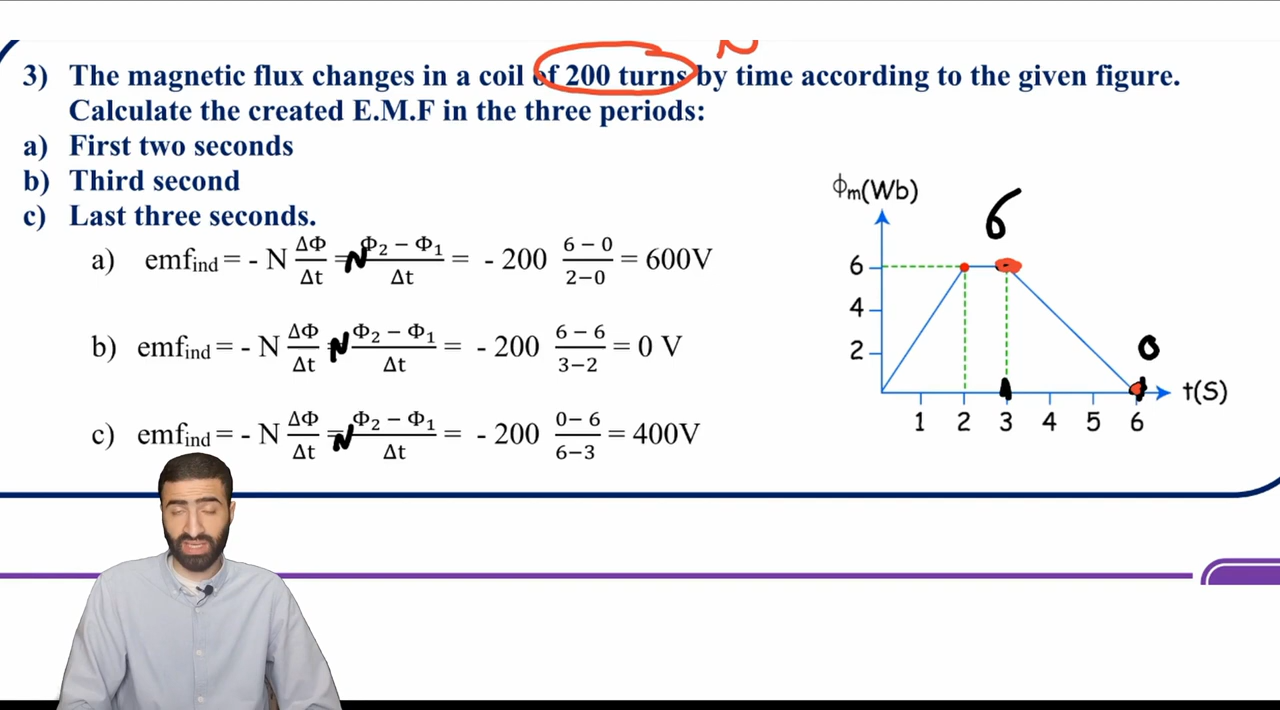 3) The magnetic flux changes in a coil of 200 turns by time according to the given figure.
N
Calculate the created E.M.F in the three periods:
a) First two seconds
b) Third second
c) Last three seconds.
a) emf_ind = - N ΔΦ/Δt = N Φ₂ − Φ₁/Δt = - 200 6 − 0/2−0 = 600V
b) emf_ind = - N ΔΦ/Δt = N Φ₂ − Φ₁/Δt = - 200 6 − 6/3−2 = 0 V
c) emf_ind = - N ΔΦ/Δt = N Φ₂ − Φ₁/Δt = - 200 0− 6/6−3 = 400V
ϕm(Wb)
6
6
4
2
0
t(S)
1 2 3 4 5 6